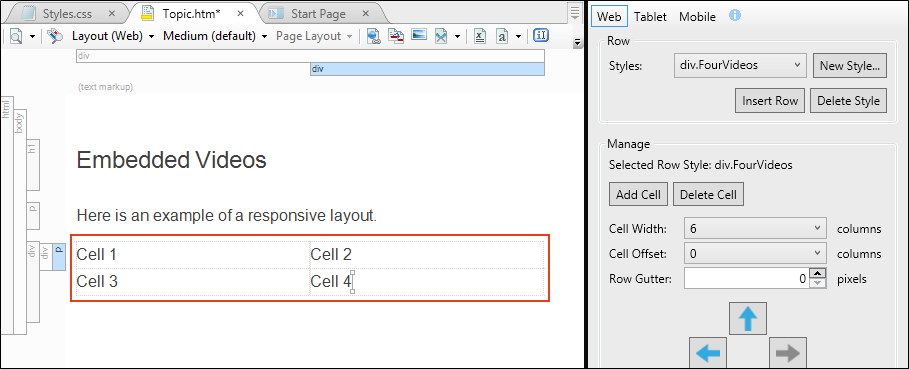 Styles.css
Topic.htm*
Start Page
Layout (Web)
Medium (default)
Page Layout
div
div
(text markup)
html
body
h1
p
div
div
p
Embedded Videos
Here is an example of a responsive layout.
Cell 1
Cell 2
Cell 3
Cell 4
Web
Tablet
Mobile
Row
Styles:
div.FourVideos
New Style...
Insert Row
Delete Style
Manage
Selected Row Style: div.FourVideos
Add Cell
Delete Cell
Cell Width:
6
columns
Cell Offset:
0
columns
Row Gutter:
0
pixels